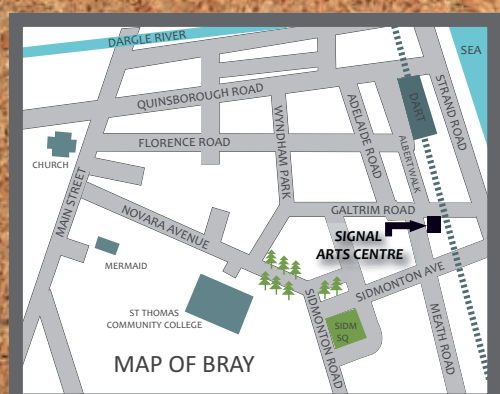 DARGLE RIVER
SEA
QUINSBOROUGH ROAD
DART
STRAND ROAD
WYNDHAM PARK
ADELAIDE ROAD
ALBERT WALK
FLORENCE ROAD
CHURCH
MAIN STREET
NOVARA AVENUE
GALTRIM ROAD
SIGNAL
ARTS CENTRE
MERMAID
SIDMONTON AVE
ST THOMAS
COMMUNITY COLLEGE
SIDMONTON ROAD
SIDM
SQ
MEATH ROAD
MAP OF BRAY